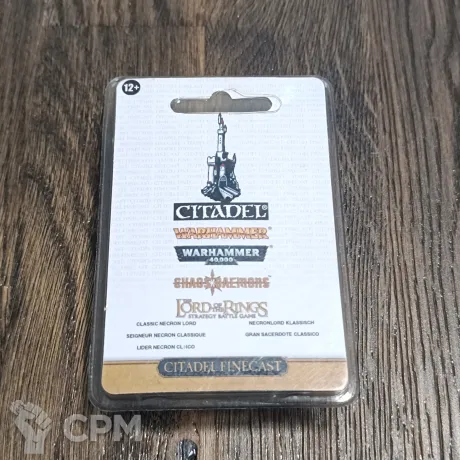 12+
CITADEL®
WARHAMMER
WARHAMMER
40,000
CHAOS DAEMONS
THE LORD OF THE RINGS
STRATEGY BATTLE GAME
CLASSIC NECRON LORD NECRONLORD KLASSISCH
SEIGNEUR NECRON CLASSIQUE GRAN SACERDOTE CLASSICO
LIDER NECRON
CITADEL FINECAST
CPM